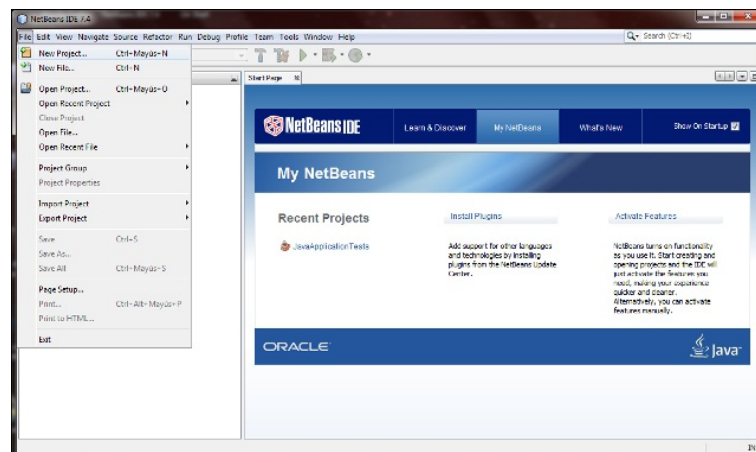 NetBeans IDE 7.4
File Edit View Navigate Source Refactor Run Debug Profile Team Tools Window Help
Search (Ctrl+I)
New Project... Ctrl+Mayús+N
New File... Ctrl+N
Open Project... Ctrl+Mayús+O
Open Recent Project
Close Project
Open File...
Open Recent File
Project Group
Project Properties
Import Project
Export Project
Save Ctrl+S
Save As...
Save All Ctrl+Mayús+S
Page Setup...
Print... Ctrl+Alt+Mayús+P
Print to HTML...
Exit
Start Page
NetBeans IDE
Learn & Discover
My NetBeans
What's New
Show On Startup
My NetBeans
Recent Projects
JavaApplicationTests
Install Plugins
Add support for other languages
and technologies by installing
plugins from the NetBeans Update
Center.
Activate Features
NetBeans turns on functionality
as you use it. Start creating and
opening projects and the IDE will
just activate the features you
need, making your experience
quicker and cleaner.
Alternatively, you can activate
features manually.
ORACLE
Java